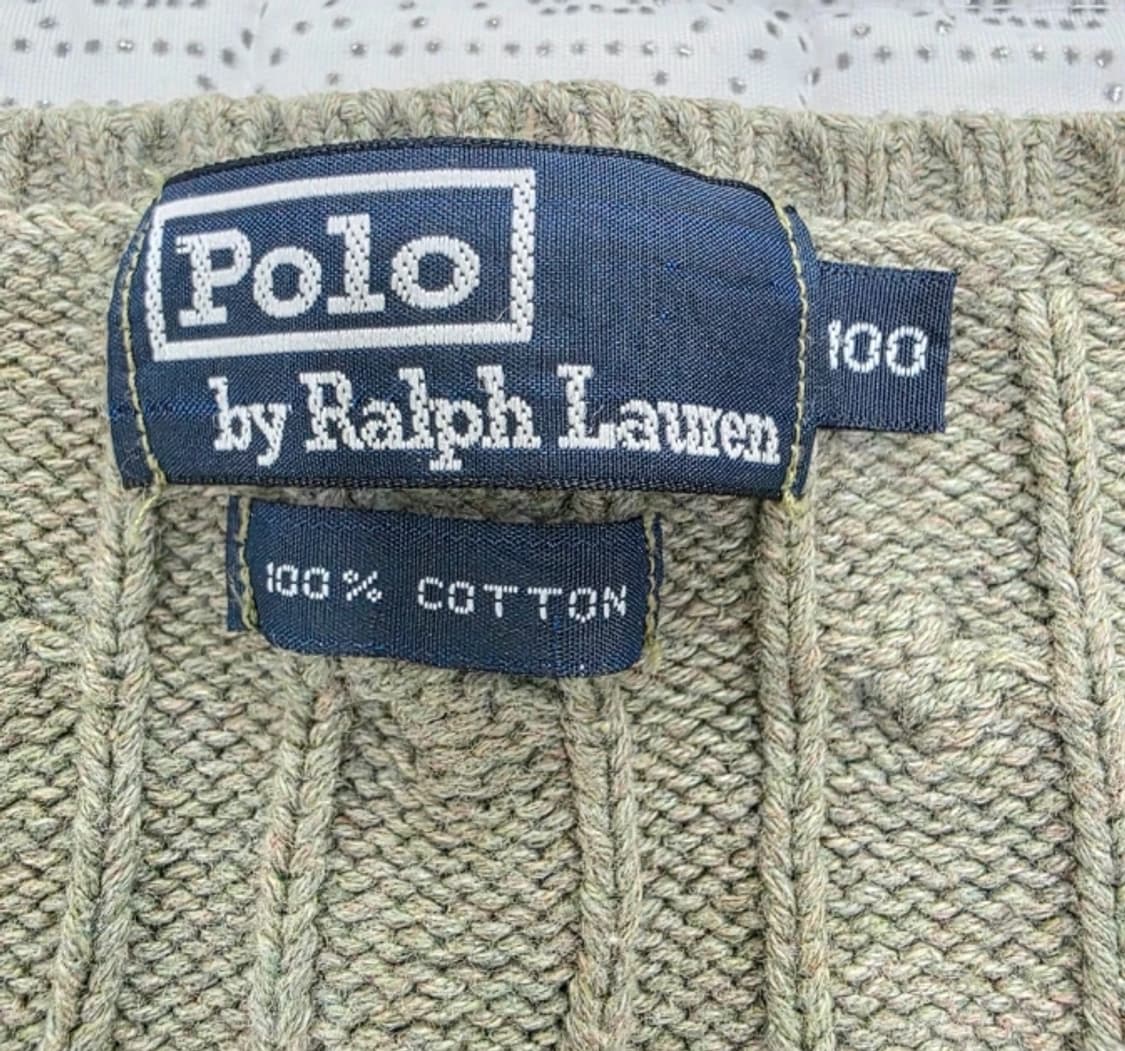 Polo
by Ralph Lauren
100
100% COTTON